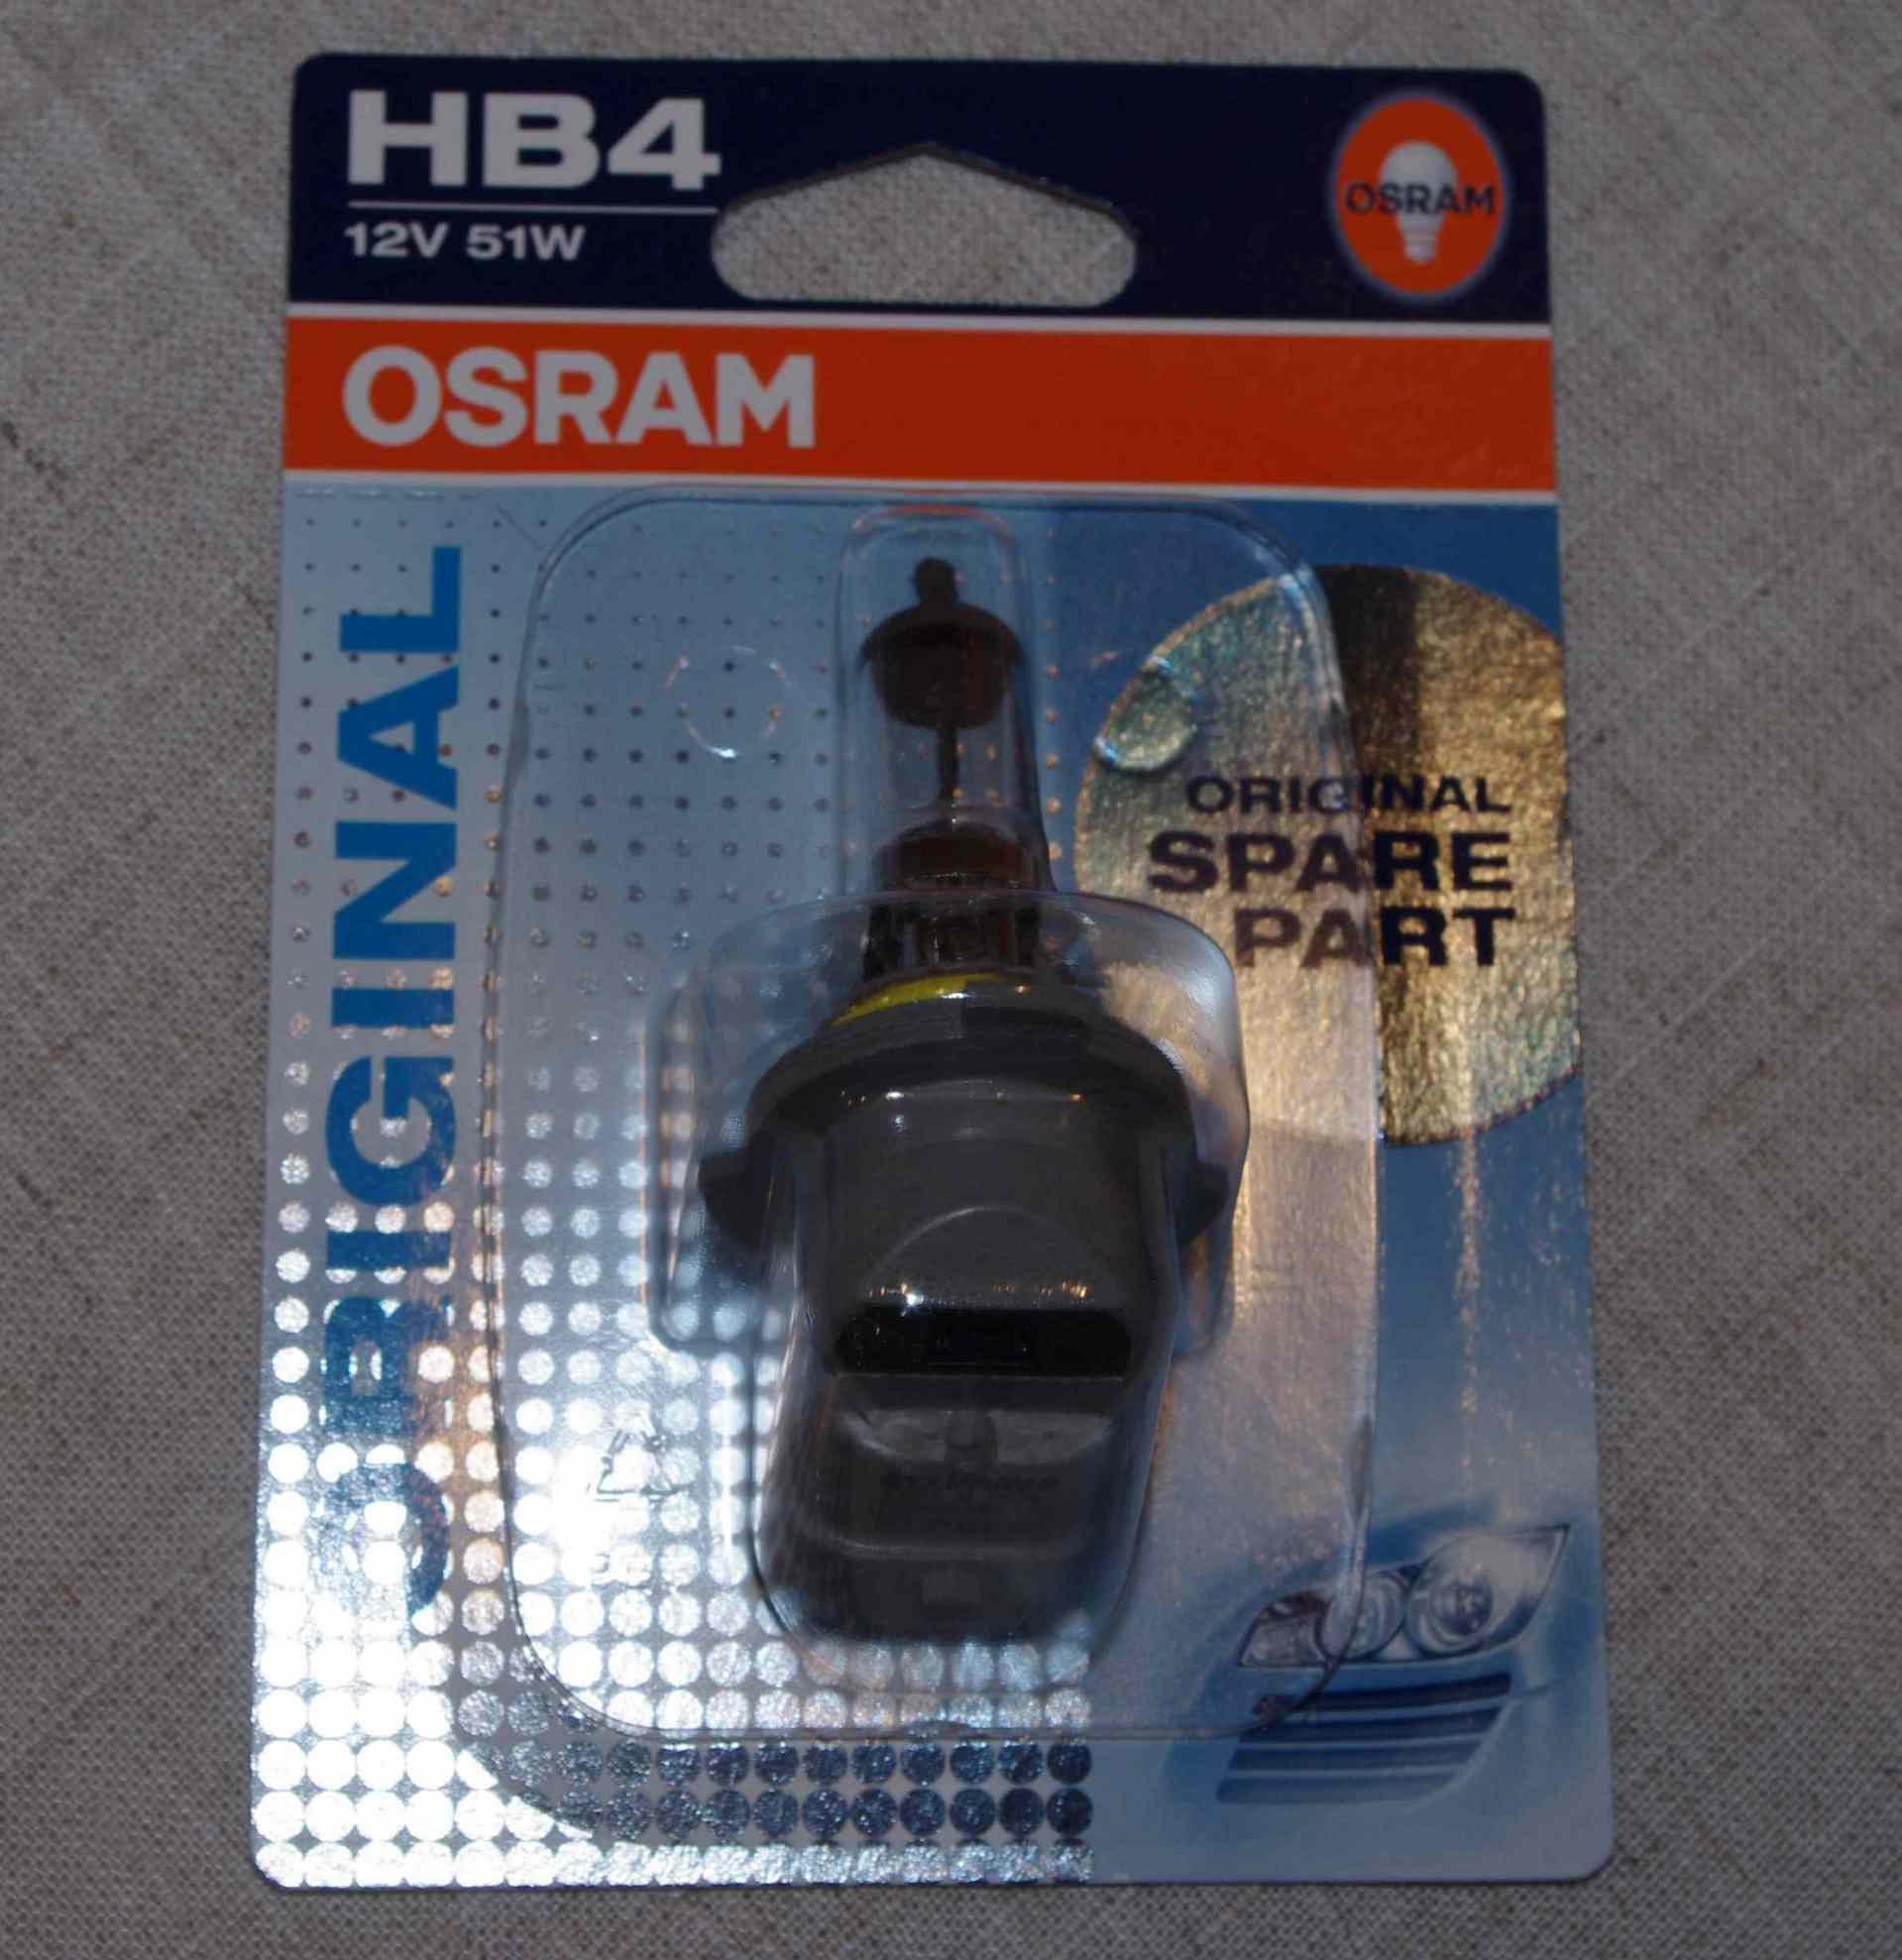 HB4
12V 51W
OSRAM
OSRAM
ORIGINAL
ORIGINAL
SPARE
PART